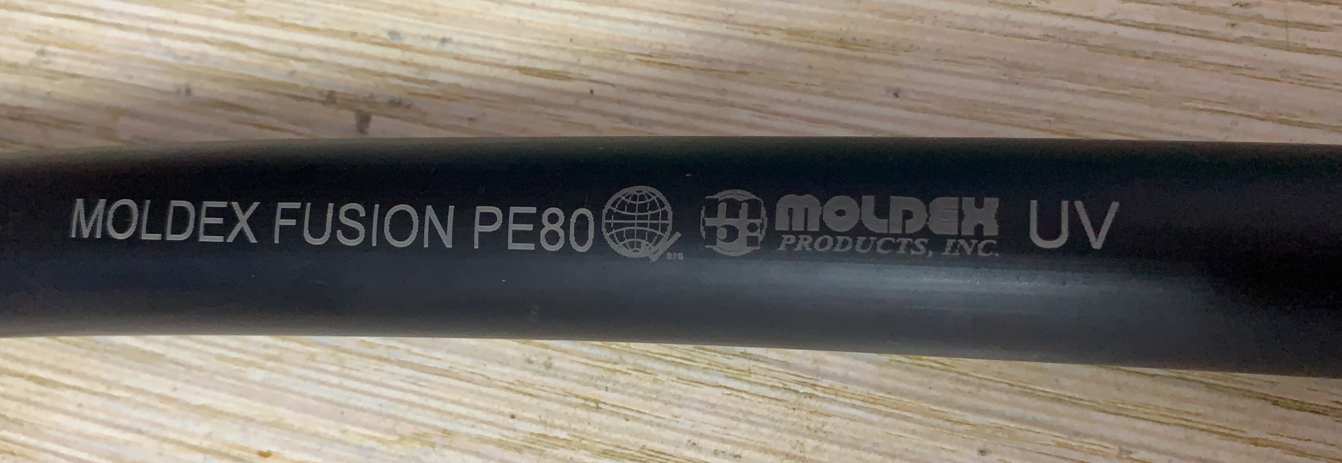 MOLDEX FUSION PE80 MOLDEX UV
PRODUCTS, INC.